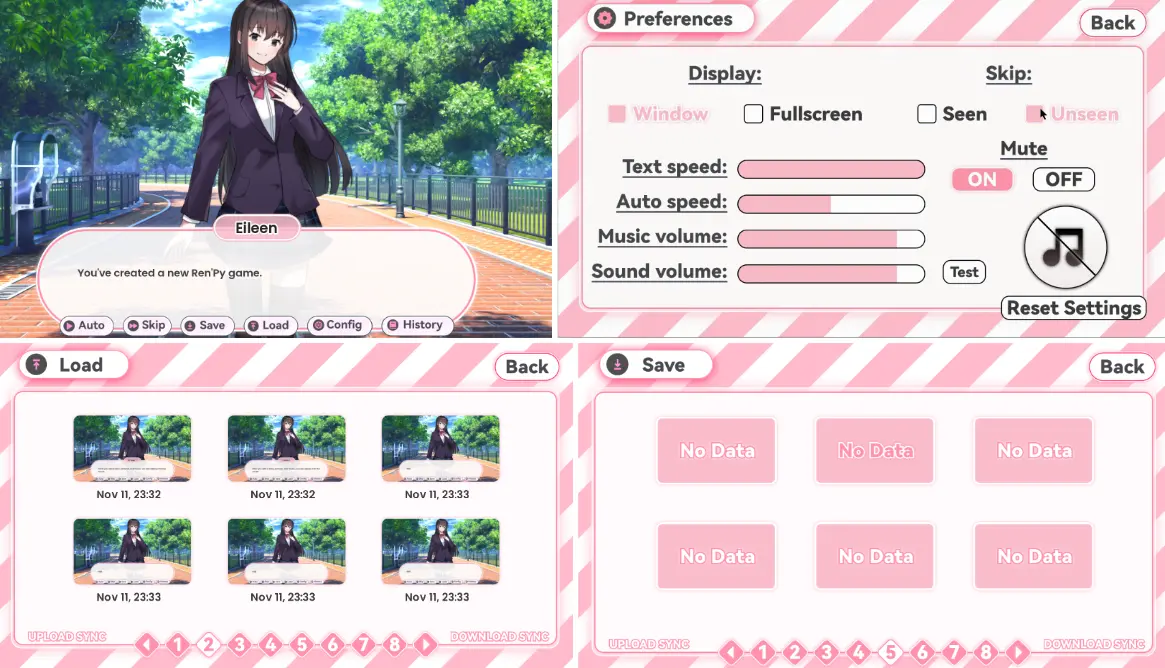 Eileen
You've created a new Ren'Py game.
Auto
Skip
Save
Load
Config
History
Preferences
Back
Display:
Skip:
Window
Fullscreen
Seen
Unseen
Mute
Text speed:
ON
OFF
Auto speed:
Music volume:
Sound volume:
Test
Reset Settings
Load
Back
Nov 11, 23:32
Nov 11, 23:32
Nov 11, 23:33
Nov 11, 23:33
Nov 11, 23:33
Nov 11, 23:33
UPLOAD SYNC
1 2 3 4 5 6 7 8
DOWNLOAD SYNC
Save
Back
No Data
No Data
No Data
No Data
No Data
No Data
UPLOAD SYNC
1 2 3 4 5 6 7 8
DOWNLOAD SYNC